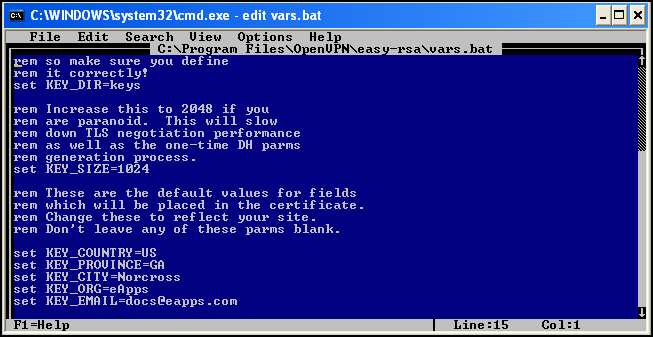 C:\WINDOWS\system32\cmd.exe - edit vars.bat
File Edit Search View Options Help
C:\Program Files\OpenVPN\easy-rsa\vars.bat
rem so make sure you define
rem it correctly!
set KEY_DIR=keys
rem Increase this to 2048 if you
rem are paranoid.  This will slow
rem down TLS negotiation performance
rem as well as the one-time DH parms
rem generation process.
set KEY_SIZE=1024
rem These are the default values for fields
rem which will be placed in the certificate.
rem Change these to reflect your site.
rem Don't leave any of these parms blank.
set KEY_COUNTRY=US
set KEY_PROVINCE=GA
set KEY_CITY=Norcross
set KEY_ORG=eApps
set KEY_EMAIL=docs@eapps.com
F1=Help Line:15 Col:1